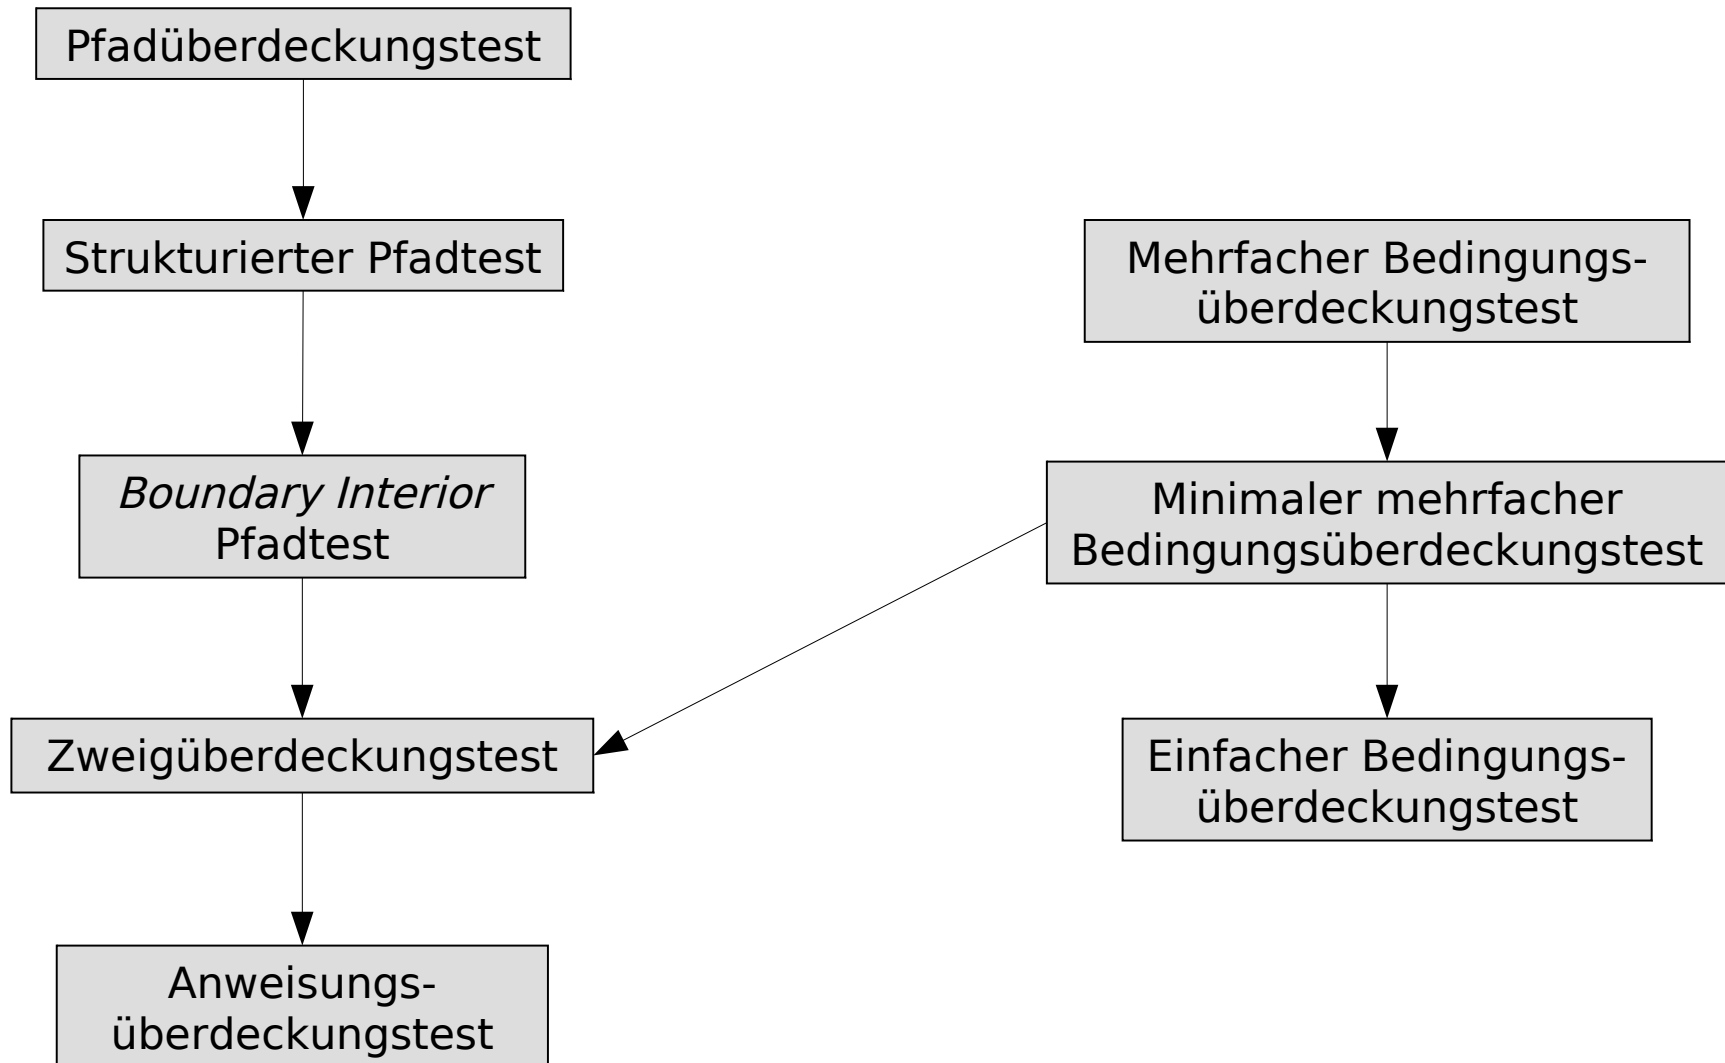 Pfadüberdeckungstest
Strukturierter Pfadtest
Mehrfacher Bedingungs-
überdeckungstest
Boundary Interior
Pfadtest
Minimaler mehrfacher
Bedingungsüberdeckungstest
Zweigüberdeckungstest
Einfacher Bedingungs-
überdeckungstest
Anweisungs-
überdeckungstest